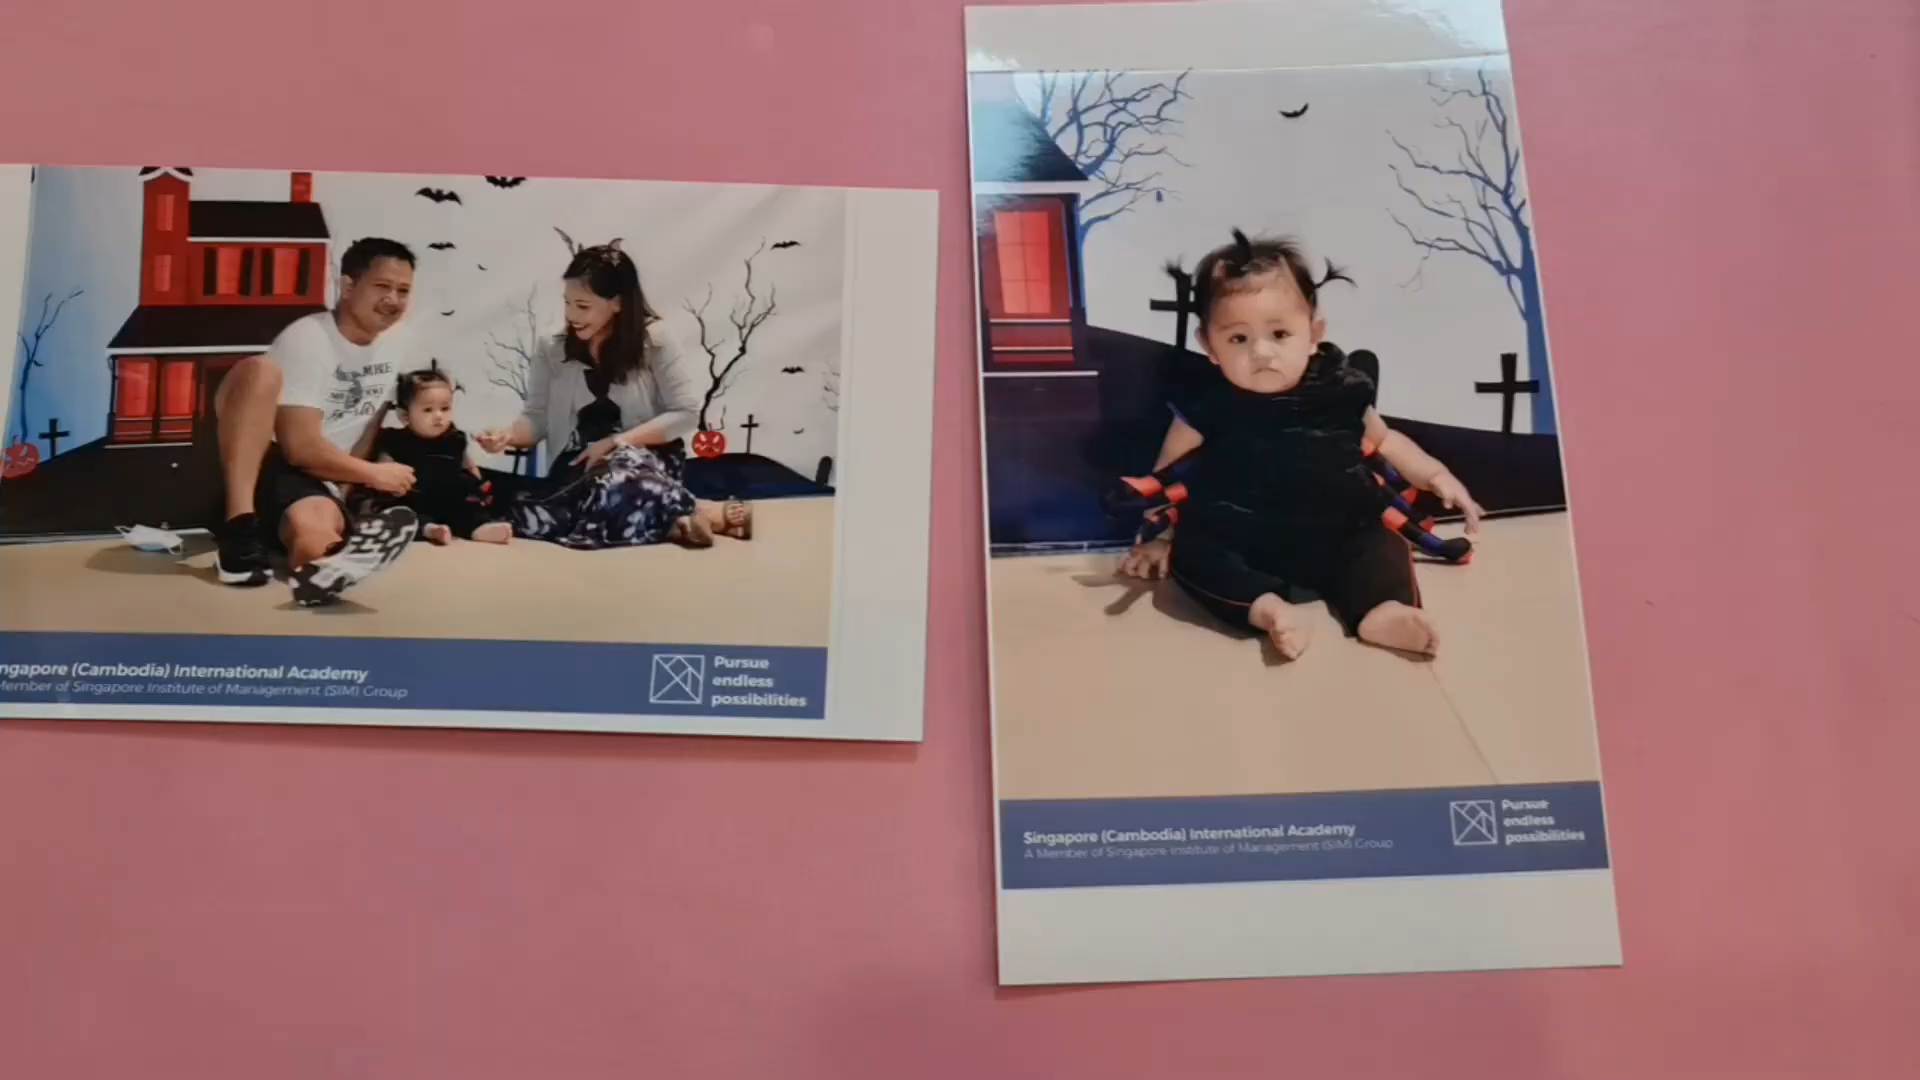 ngapore (Cambodia) International Academy
Member of Singapore Institute of Management (SIM) Group
Pursue
endless
possibilities
Singapore (Cambodia) International Academy
A Member of Singapore Institute of Management (SIM) Group
Pursue
endless
possibilities